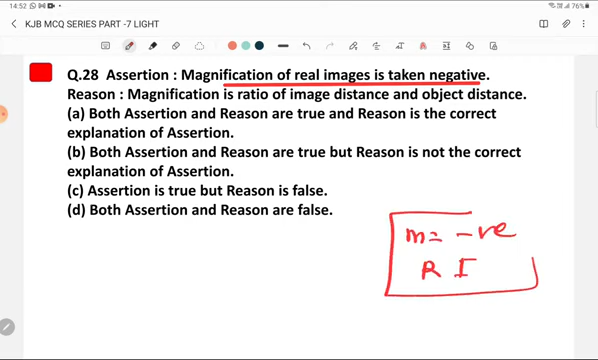 14:52
76%
KJB MCQ SERIES PART -7 LIGHT
Q.28 Assertion : Magnification of real images is taken negative.
Reason : Magnification is ratio of image distance and object distance.
(a) Both Assertion and Reason are true and Reason is the correct
explanation of Assertion.
(b) Both Assertion and Reason are true but Reason is not the correct
explanation of Assertion.
(c) Assertion is true but Reason is false.
(d) Both Assertion and Reason are false.
m= -ve
R I